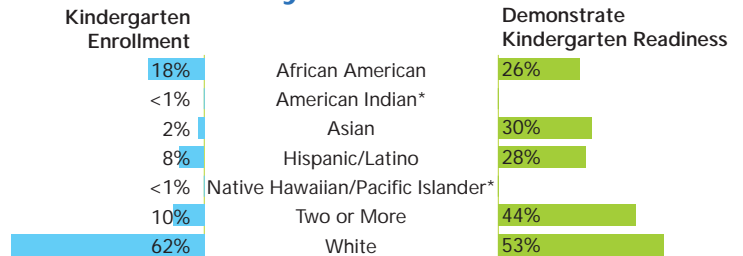 Kindergarten
Enrollment
Demonstrate
Kindergarten Readiness
18% African American 26%
<1% American Indian*
2% Asian 30%
8% Hispanic/Latino 28%
<1% Native Hawaiian/Pacific Islander*
10% Two or More 44%
62% White 53%